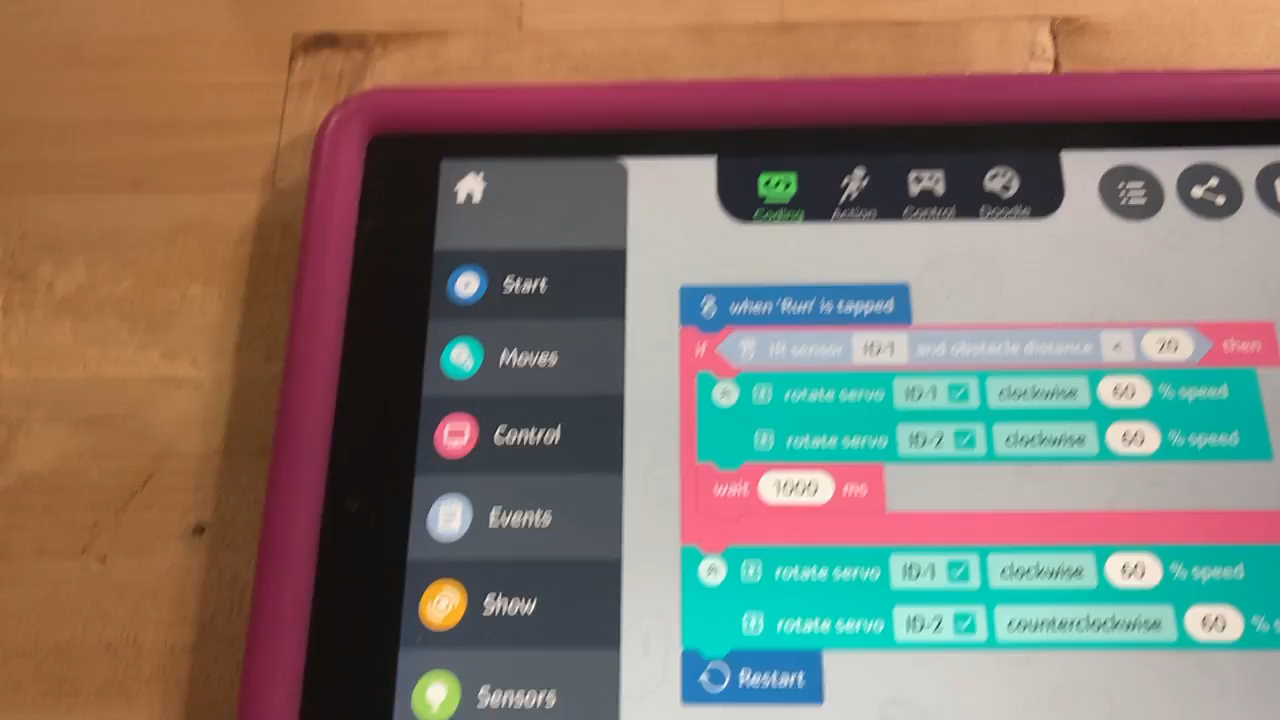 Coding Action Control Doodle
Start
Moves
Control
Events
Show
Sensors
when 'Run' is tapped
if IR sensor ID-1 and obstacle distance < 20 then
rotate servo ID-1 clockwise 60 % speed
rotate servo ID-2 clockwise 60 % speed
wait 1000 ms
rotate servo ID-1 clockwise 60 % speed
rotate servo ID-2 counterclockwise 60 % s
Restart